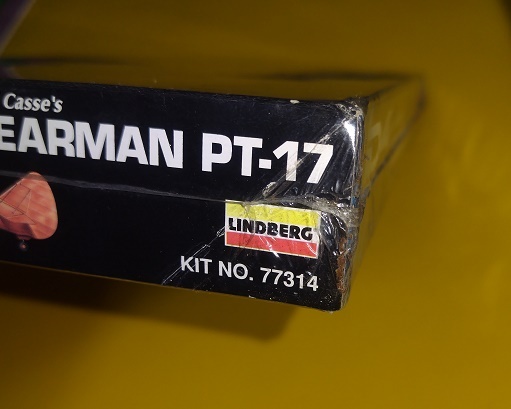 Casse's
EARMAN PT-17
LINDBERG
KIT NO. 77314